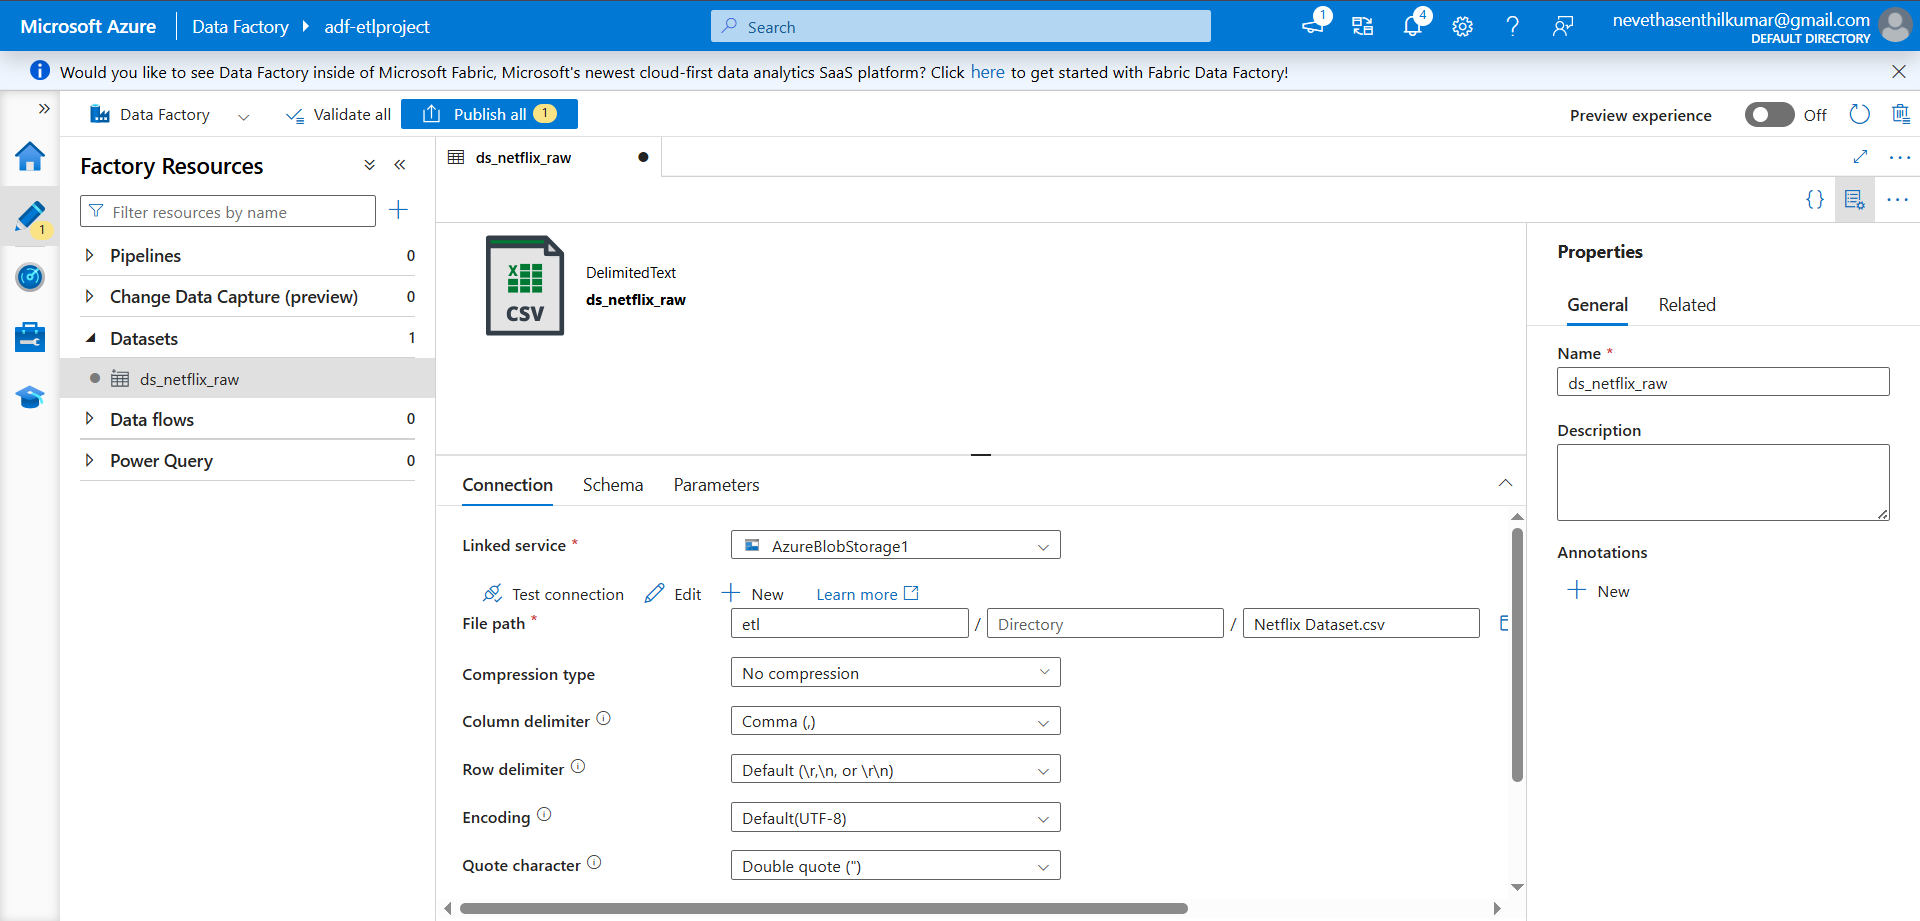 Microsoft Azure
Data Factory
adf-etlproject
Search
1
4
nevethasenthilkumar@gmail.com
DEFAULT DIRECTORY
Would you like to see Data Factory inside of Microsoft Fabric, Microsoft's newest cloud-first data analytics SaaS platform? Click here to get started with Fabric Data Factory!
Data Factory
Validate all
Publish all 1
Preview experience
Off
1
Factory Resources
Filter resources by name
Pipelines 0
Change Data Capture (preview) 0
Datasets 1
ds_netflix_raw
Data flows 0
Power Query 0
ds_netflix_raw
{}
X
CSV
DelimitedText
ds_netflix_raw
Connection
Schema
Parameters
Linked service *
AzureBlobStorage1
Test connection
Edit
New
Learn more
File path *
etl / Directory / Netflix Dataset.csv
Compression type
No compression
Column delimiter
Comma (,)
Row delimiter
Default (\r,\n, or \r\n)
Encoding
Default(UTF-8)
Quote character
Double quote (")
Properties
General
Related
Name *
ds_netflix_raw
Description
Annotations
New